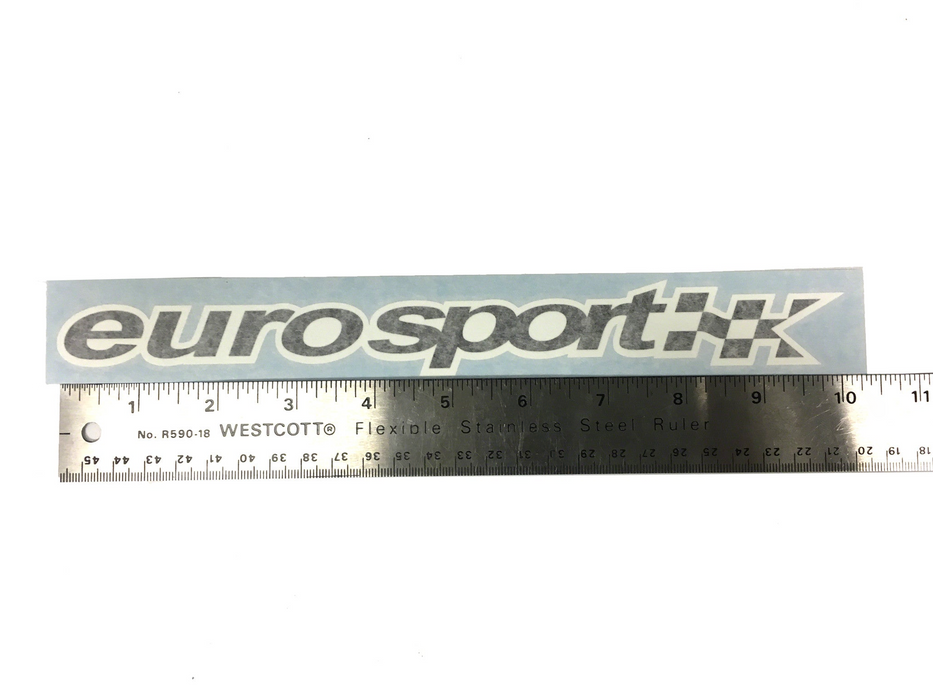 eurosport
1 2 3 4 5 6 7 8 9 10 11
No. R590-18 WESTCOTT® Flexible Stainless Steel Ruler
45 44 43 42 41 40 39 38 37 36 35 34 33 32 31 30 29 28 27 26 25 24 23 22 21 20 19 18